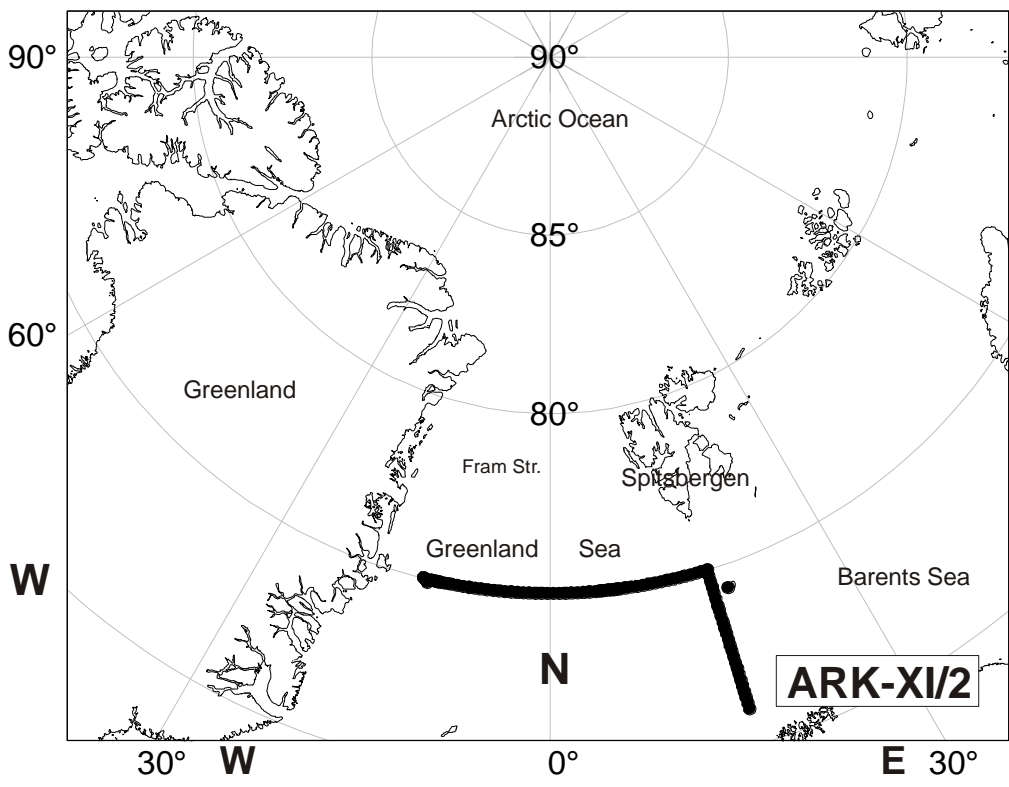 90°
90°
Arctic Ocean
85°
60°
Greenland
80°
Fram Str.
Spitsbergen
Greenland Sea
W
Barents Sea
N
ARK-XI/2
30° W 0° E 30°